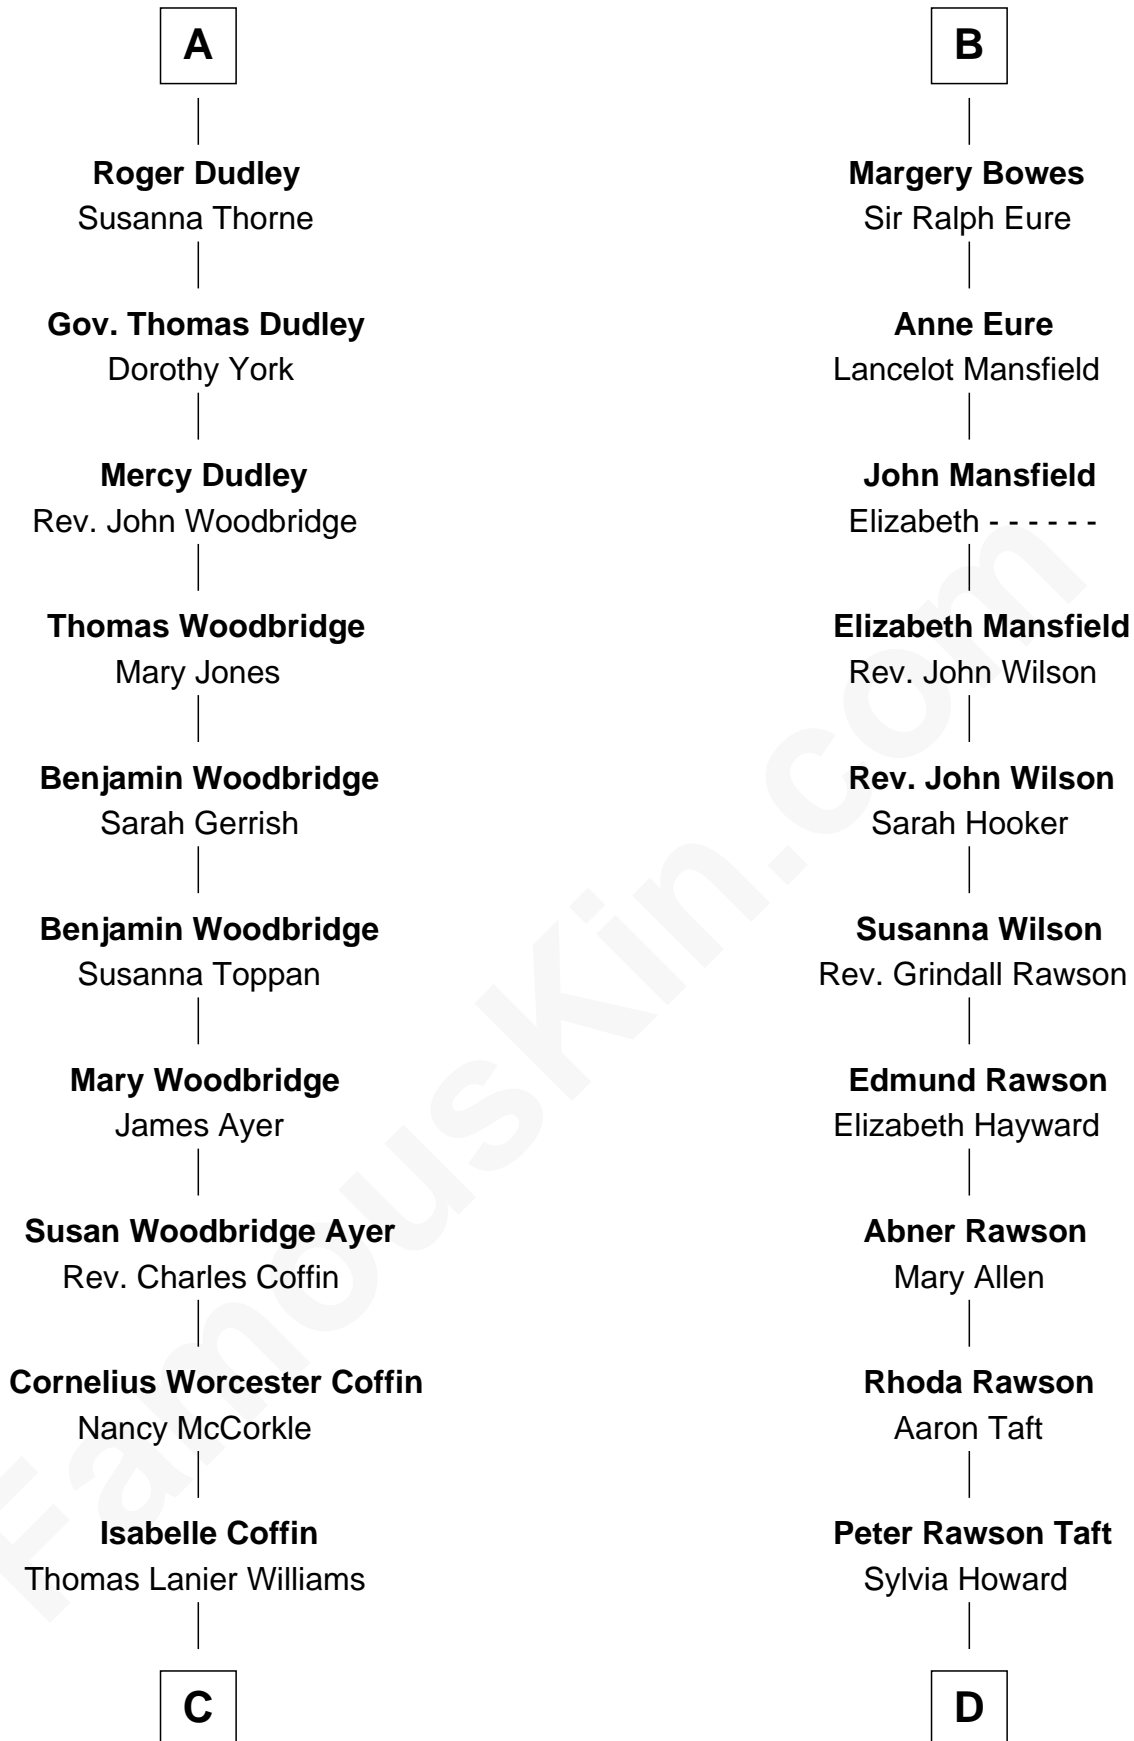 A
Roger Dudley
Susanna Thorne
Gov. Thomas Dudley
Dorothy York
Mercy Dudley
Rev. John Woodbridge
Thomas Woodbridge
Mary Jones
Benjamin Woodbridge
Sarah Gerrish
Benjamin Woodbridge
Susanna Toppan
Mary Woodbridge
James Ayer
Susan Woodbridge Ayer
Rev. Charles Coffin
Cornelius Worcester Coffin
Nancy McCorkle
Isabelle Coffin
Thomas Lanier Williams
C
B
Margery Bowes
Sir Ralph Eure
Anne Eure
Lancelot Mansfield
John Mansfield
Elizabeth - - - - - -
Elizabeth Mansfield
Rev. John Wilson
Rev. John Wilson
Sarah Hooker
Susanna Wilson
Rev. Grindall Rawson
Edmund Rawson
Elizabeth Hayward
Abner Rawson
Mary Allen
Rhoda Rawson
Aaron Taft
Peter Rawson Taft
Sylvia Howard
D
FamousKin.com